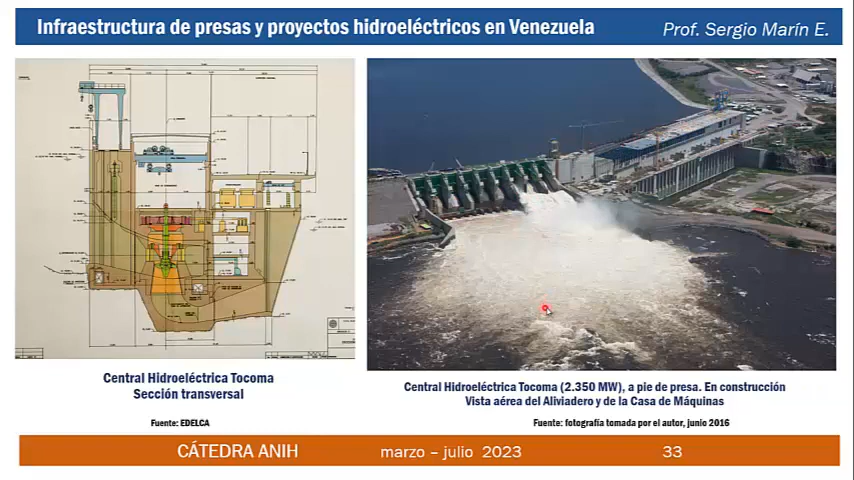 Infraestructura de presas y proyectos hidroeléctricos en Venezuela
Prof. Sergio Marín E.
Central Hidroeléctrica Tocoma
Sección transversal
Fuente: EDELCA
Central Hidroeléctrica Tocoma (2.350 MW), a pie de presa. En construcción
Vista aérea del Aliviadero y de la Casa de Máquinas
Fuente: fotografía tomada por el autor, junio 2016
CÁTEDRA ANIH
marzo – julio 2023
33